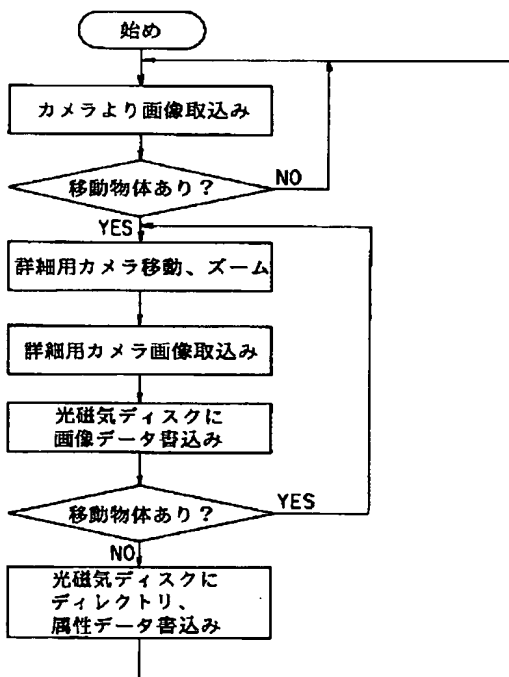 始め
カメラより画像取込み
移動物体あり?
NO
YES
詳細用カメラ移動、ズーム
詳細用カメラ画像取込み
光磁気ディスクに
画像データ書込み
移動物体あり?
YES
NO
光磁気ディスクに
ディレクトリ、
属性データ書込み